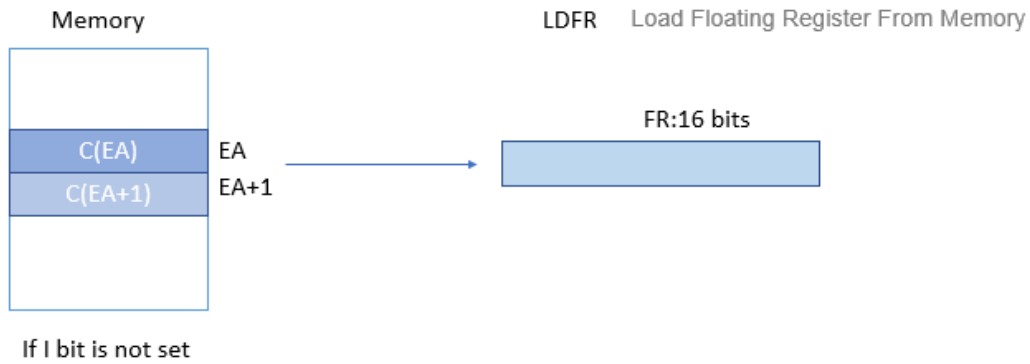 Memory
LDFR Load Floating Register From Memory
FR:16 bits
C(EA) EA
C(EA+1) EA+1
If I bit is not set